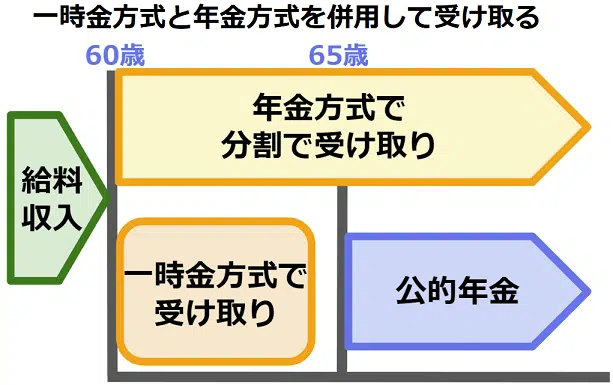 一時金方式と年金方式を併用して受け取る
60歳
65歳
年金方式で
分割で受け取り
給料
収入
一時金方式で
受け取り
公的年金